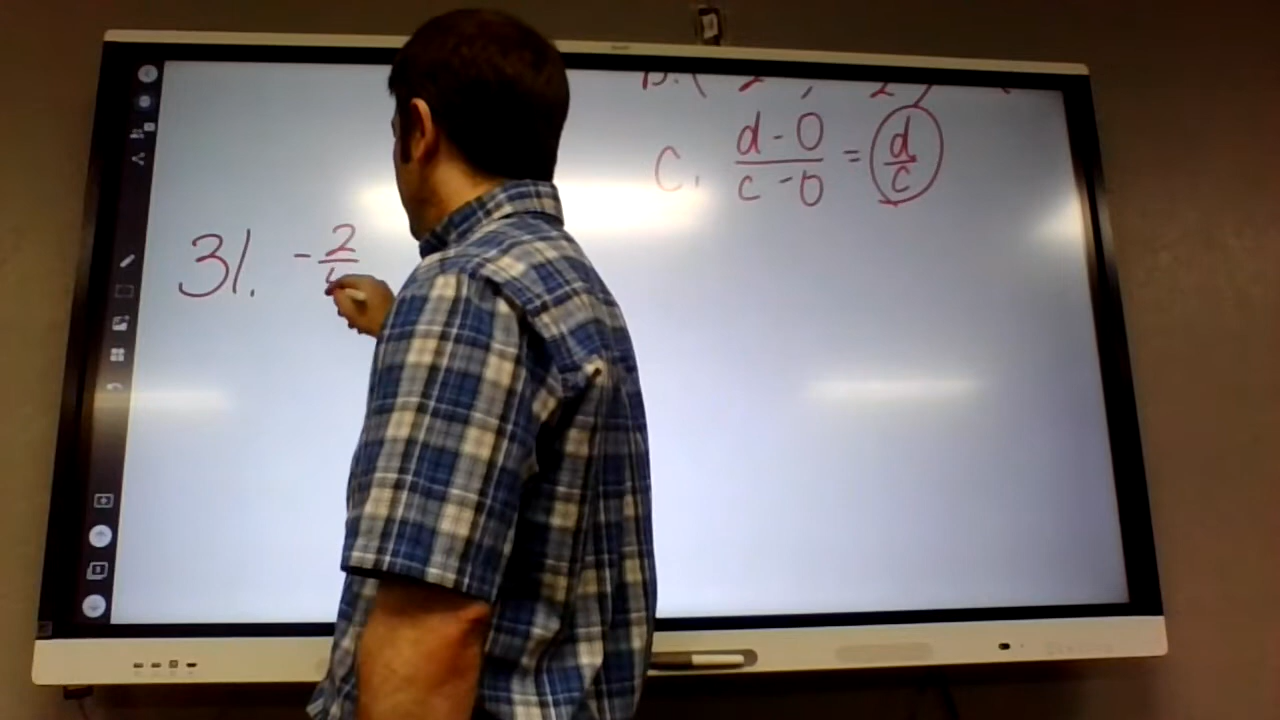 C. d - 0 / c - 0 = d / c
31. - 2 /